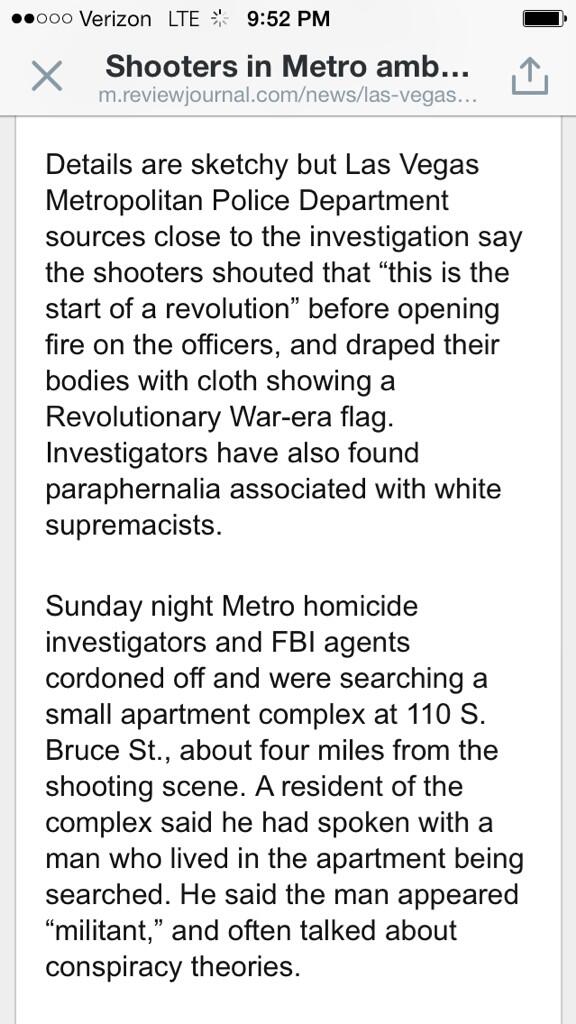 Verizon LTE 9:52 PM
Shooters in Metro amb...
m.reviewjournal.com/news/las-vegas...
Details are sketchy but Las Vegas
Metropolitan Police Department
sources close to the investigation say
the shooters shouted that “this is the
start of a revolution” before opening
fire on the officers, and draped their
bodies with cloth showing a
Revolutionary War-era flag.
Investigators have also found
paraphernalia associated with white
supremacists.
Sunday night Metro homicide
investigators and FBI agents
cordoned off and were searching a
small apartment complex at 110 S.
Bruce St., about four miles from the
shooting scene. A resident of the
complex said he had spoken with a
man who lived in the apartment being
searched. He said the man appeared
“militant,” and often talked about
conspiracy theories.